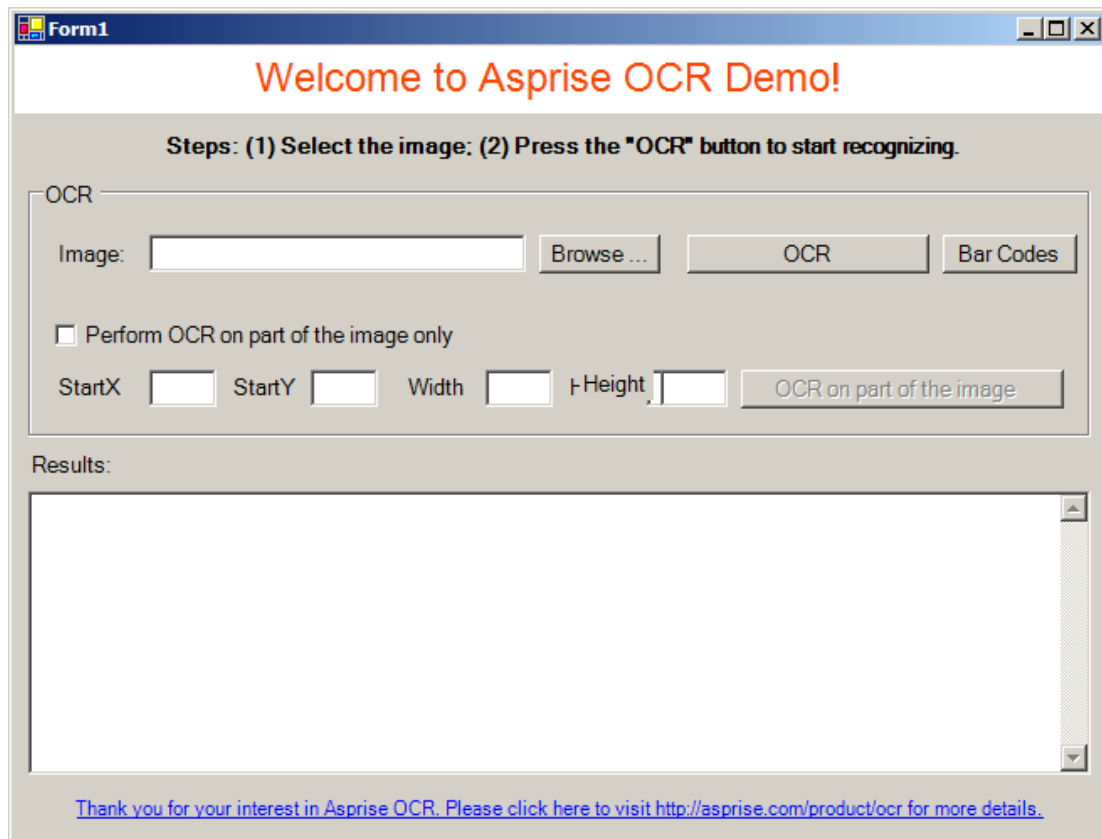 Form1
Welcome to Asprise OCR Demo!
Steps: (1) Select the image; (2) Press the "OCR" button to start recognizing.
OCR
Image: Browse ... OCR Bar Codes
Perform OCR on part of the image only
StartX StartY Width Height OCR on part of the image
Results:
Thank you for your interest in Asprise OCR. Please click here to visit http://asprise.com/product/ocr for more details.